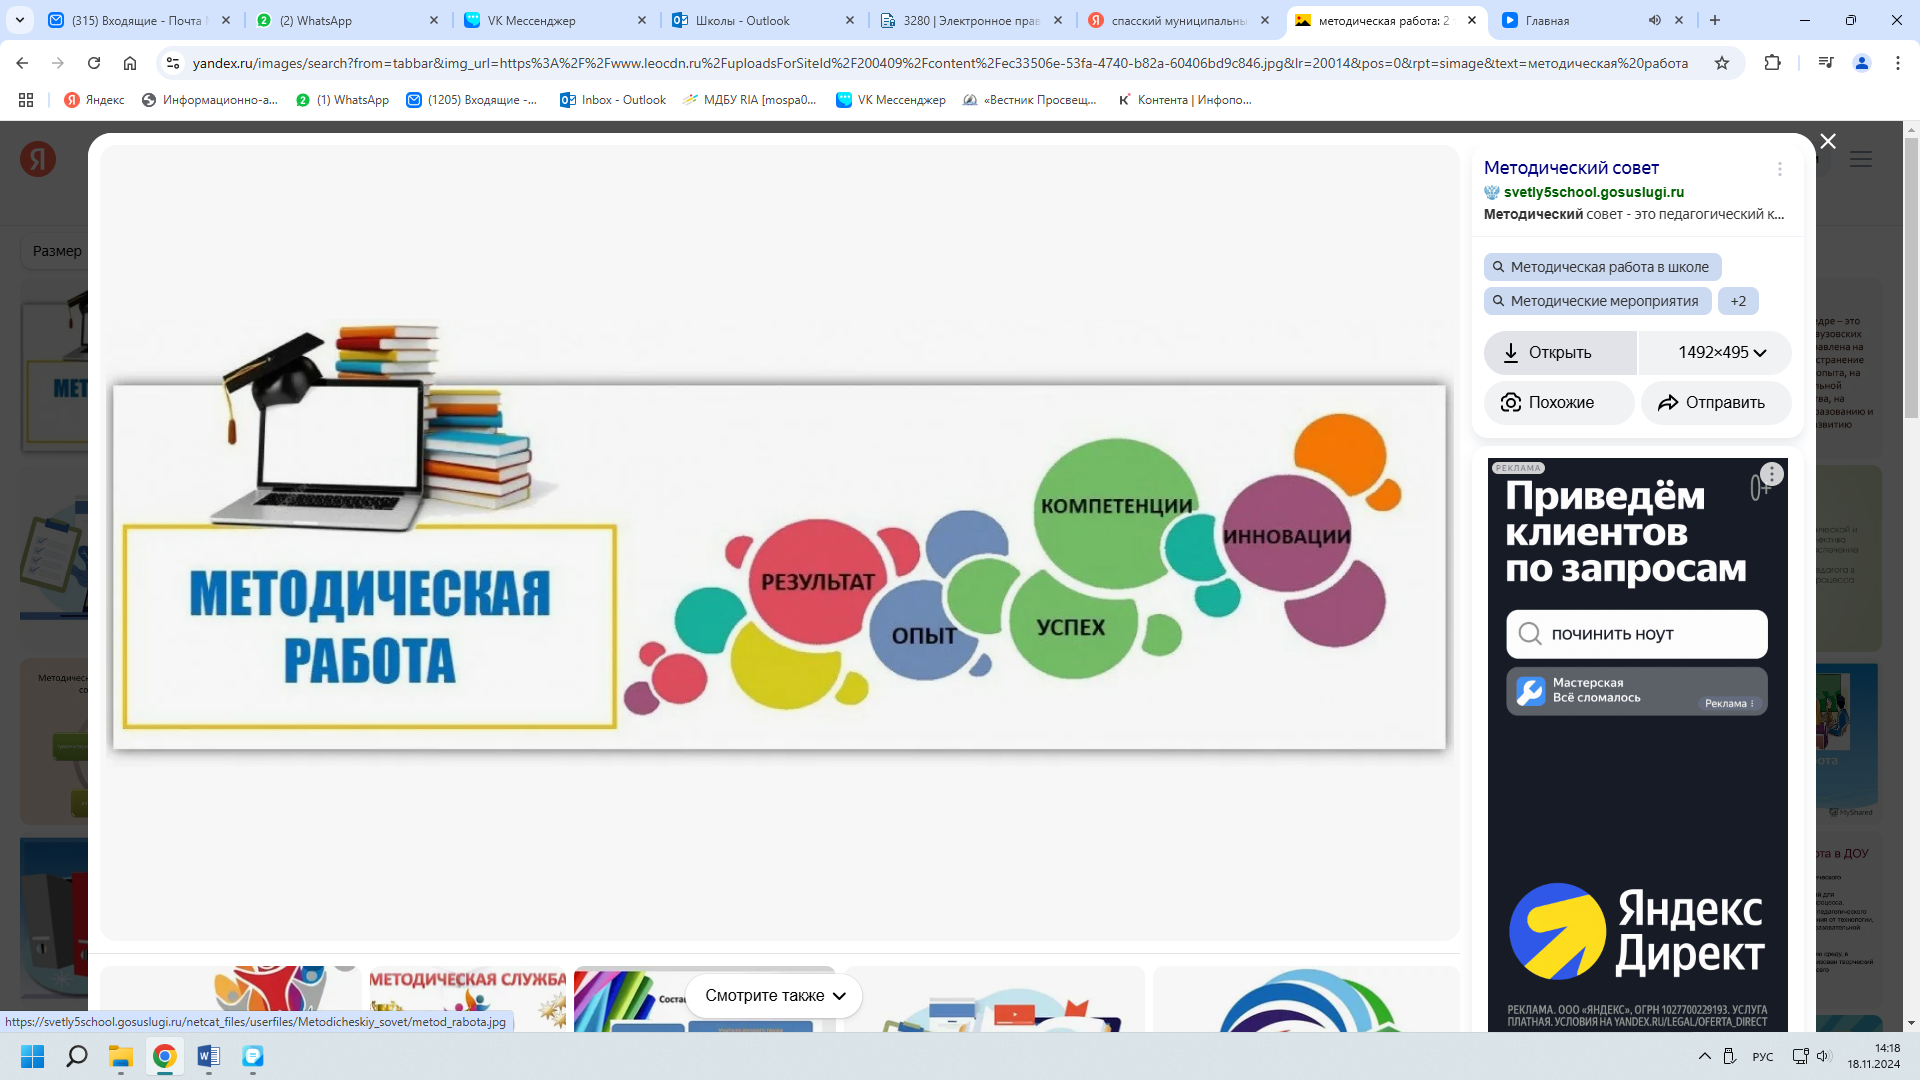 (315) Входящие - Почта
(2) WhatsApp
VK Мессенджер
Школы - Outlook
3280 | Электронное прав
спасский муниципальны
методическая работа: 2
Главная
yandex.ru/images/search?from=tabbar&img_url=https%3A%2F%2Fwww.leocdn.ru%2FuploadsForSiteId%2F200409%2Fcontent%2Fec33506e-53fa-4740-b82a-60406bd9c846.jpg&lr=20014&pos=0&rpt=simage&text=методическая%20работа
Яндекс
Информационно-а...
(1) WhatsApp
(1205) Входящие -...
Inbox - Outlook
МДБУ RIA [mospa0...
VK Мессенджер
«Вестник Просвещ...
Контента | Инфопо...
Размер
МЕТОДИЧЕСКАЯ
РАБОТА
РЕЗУЛЬТАТ
ОПЫТ
УСПЕХ
КОМПЕТЕНЦИИ
ИННОВАЦИИ
Методический совет
svetly5school.gosuslugi.ru
Методический совет - это педагогический к...
Методическая работа в школе
Методические мероприятия
+2
Открыть
1492×495
Похожие
Отправить
РЕКЛАМА
0+
Приведём
клиентов
по запросам
починить ноут
Мастерская
Всё сломалось
Реклама
Яндекс
Директ
РЕКЛАМА. ООО «ЯНДЕКС», ОГРН 1027700229193. УСЛУГА
ПЛАТНАЯ. УСЛОВИЯ НА YANDEX.RU/LEGAL/OFERTA_DIRECT
МЕТОДИЧЕСКАЯ СЛУЖБА
Соста
Смотрите также
https://svetly5school.gosuslugi.ru/netcat_files/userfiles/Metodicheskiy_sovet/metod_rabota.jpg
MyShared
та в ДОУ
РУС
14:18
18.11.2024